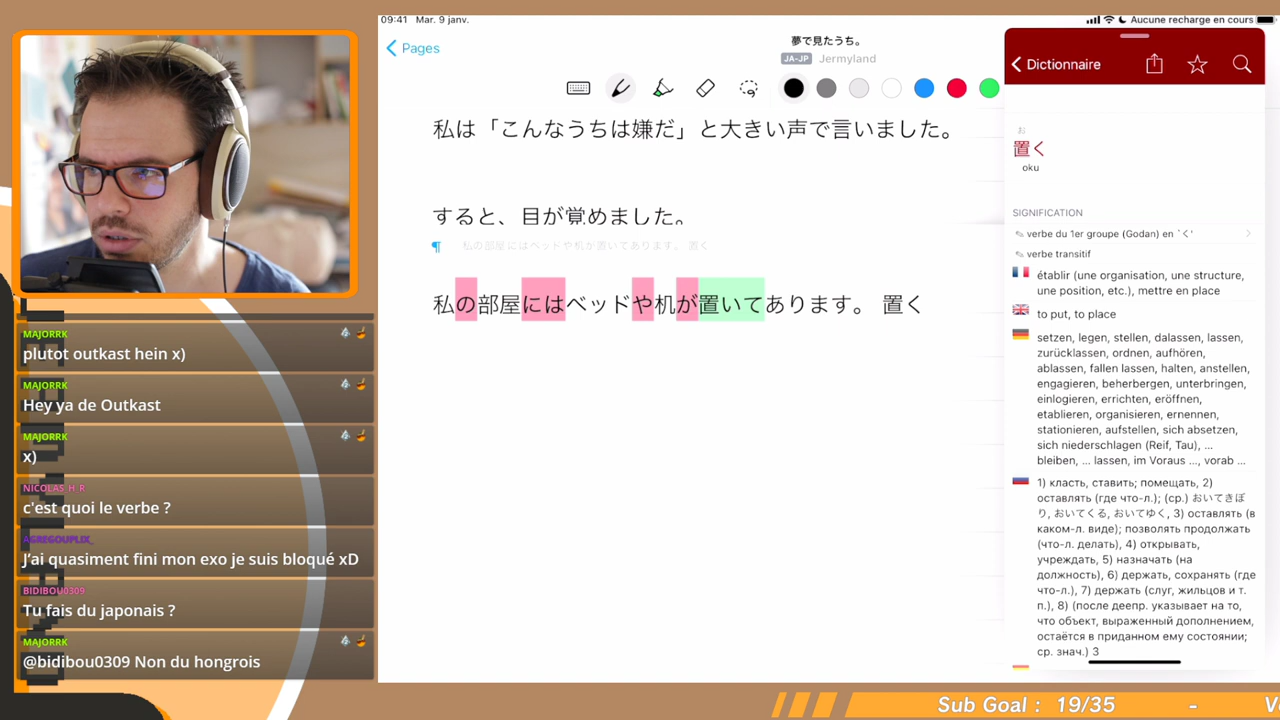 MAJORRK
plutot outkast hein x)
MAJORRK
Hey ya de Outkast
MAJORRK
x)
NICOLAS_H_R
c'est quoi le verbe ?
AGREGOUPLIX_
J'ai quasiment fini mon exo je suis bloqué xD
BIDIBOU0309
Tu fais du japonais ?
MAJORRK
@bidibou0309 Non du hongrois
09:41 Mar. 9 janv.
Aucune recharge en cours
Pages
夢で見たうち。
JA-JP Jermyland
私は「こんなうちは嫌だ」と大きい声で言いました。
すると、目が覚めました。
¶ 私の部屋にはベッドや机が置いてあります。 置く
私の部屋にはベッドや机が置いてあります。 置く
Dictionnaire
お
置く
oku
SIGNIFICATION
verbe du 1er groupe (Godan) en ˋくˊ
verbe transitif
établir (une organisation, une structure,
une position, etc.), mettre en place
to put, to place
setzen, legen, stellen, dalassen, lassen,
zurücklassen, ordnen, aufhören,
ablassen, fallen lassen, halten, anstellen,
engagieren, beherbergen, unterbringen,
einlogieren, errichten, eröffnen,
etablieren, organisieren, ernennen,
stationieren, aufstellen, sich absetzen,
sich niederschlagen (Reif, Tau), ...
bleiben, ... lassen, im Voraus ..., vorab ...
1) класть, ставить; помещать, 2)
оставлять (где что-л.); (ср.) おいてきぼ
り, おいてくる, おいてゆく, 3) оставлять (в
каком-л. виде); позволять продолжать
(что-л. делать), 4) открывать,
учреждать, 5) назначать (на
должность), 6) держать, сохранять (где
что-л.), 7) держать (слуг, жильцов и т.
п.), 8) (после деепр. указывает на то,
что объект, выраженный дополнением,
остаётся в приданном ему состоянии;
ср. знач.) 3
Sub Goal : 19/35 -